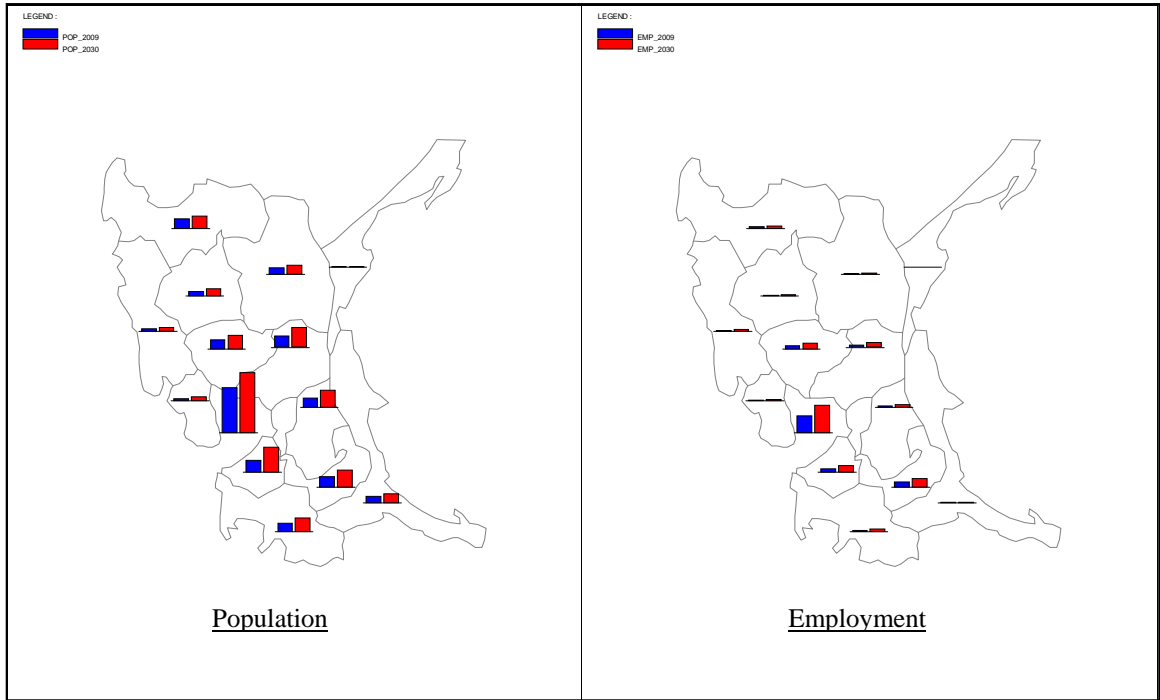 LEGEND :
POP_2009
POP_2030
Population
LEGEND :
EMP_2009
EMP_2030
Employment